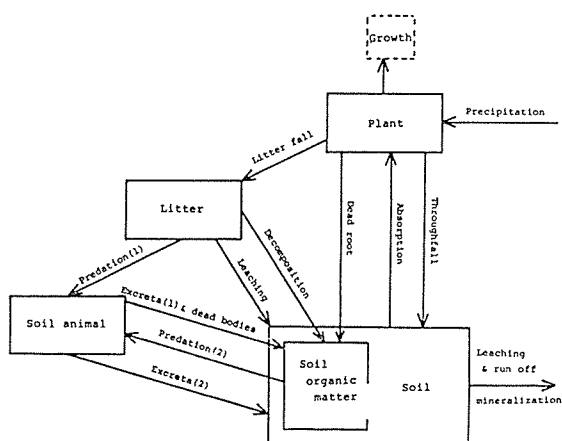 Growth
Plant
Precipitation
Litter fall
Litter
Dead root
Absorption
Throughfall
Predation(1)
Leaching
Decomposition
Soil animal
Excreta(1) & dead bodies
Predation(2)
Excreta(2)
Soil
organic
matter
Soil
Leaching
& run off
mineralization